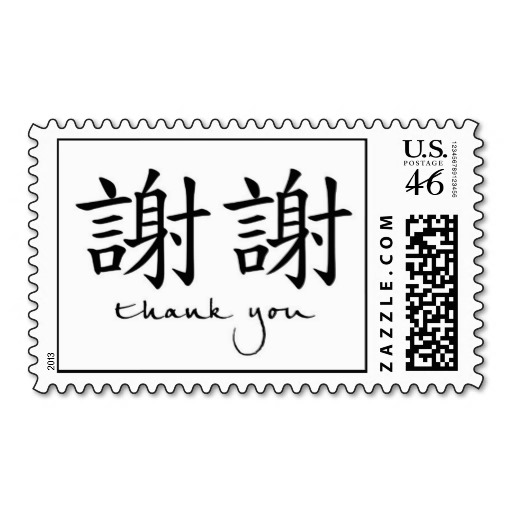 謝謝
thank you
U.S.
POSTAGE
46
ZAZZLE.COM
2013